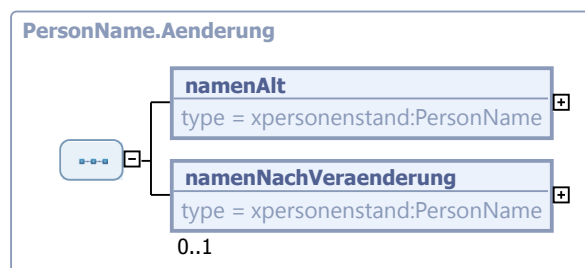 PersonName.Aenderung
namenAlt
type = xpersonenstand:PersonName
namenNachVeraenderung
type = xpersonenstand:PersonName
0..1